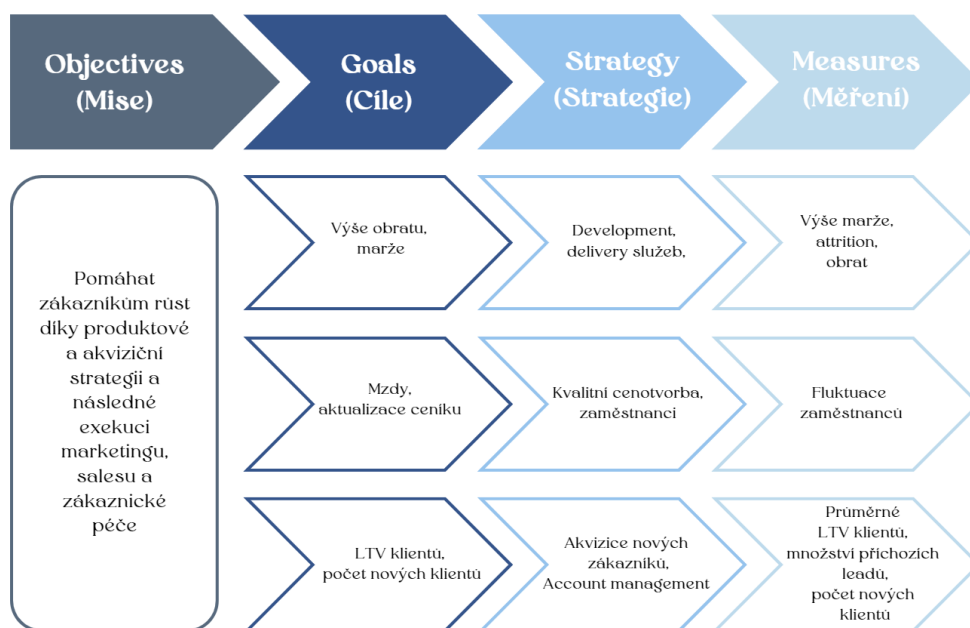 Objectives
(Mise)
Goals
(Cíle)
Strategy
(Strategie)
Measures
(Měření)
Pomáhat
zákazníkům růst
díky produktové
a akviziční
strategii a
následné
exekuci
marketingu,
salesu a
zákaznické
péče
Výše obratu,
marže
Development,
delivery služeb,
Výše marže,
attrition,
obrat
Mzdy,
aktualizace ceníku
Kvalitní cenotvorba,
zaměstnanci
Fluktuace
zaměstnanců
LTV klientů,
počet nových klientů
Akvizice nových
zákazníků,
Account management
Průměrné
LTV klientů,
množství příchozích
leadů,
počet nových
klientů